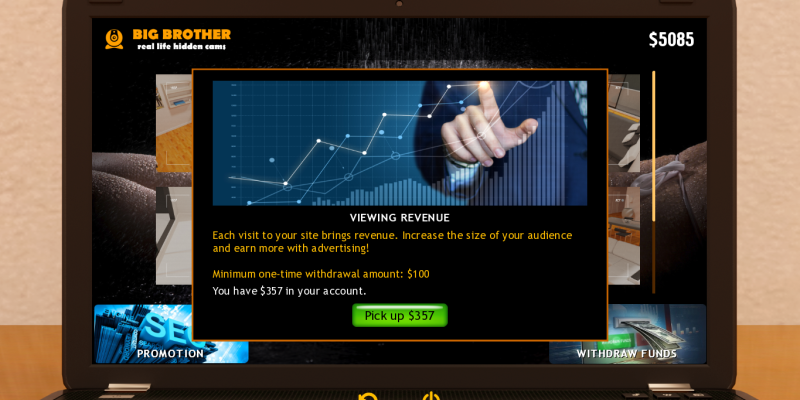 BIG BROTHER
real life hidden cams
$5085
VIEWING REVENUE
Each visit to your site brings revenue. Increase the size of your audience
and earn more with advertising!
Minimum one-time withdrawal amount: $100
You have $357 in your account.
Pick up $357
SEO
PROMOTION
WITHDRAW FUNDS